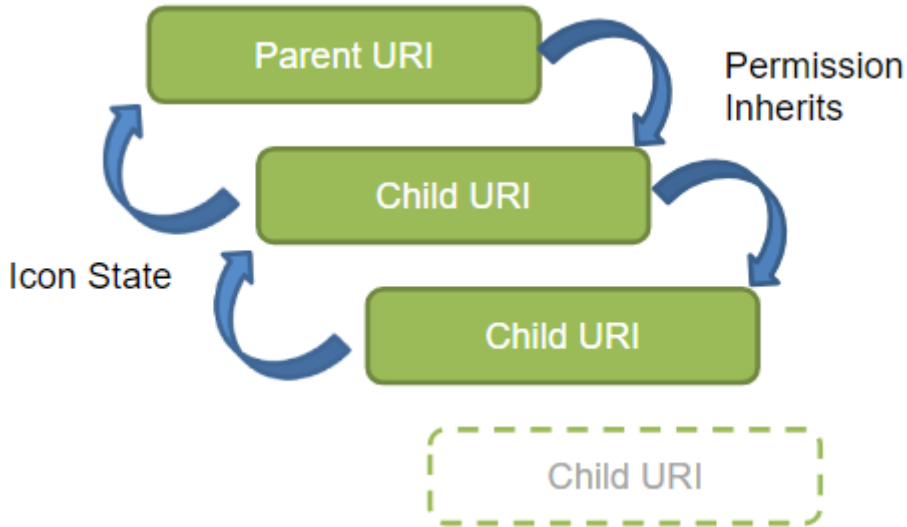 Parent URI
Permission
Inherits
Child URI
Icon State
Child URI
Child URI